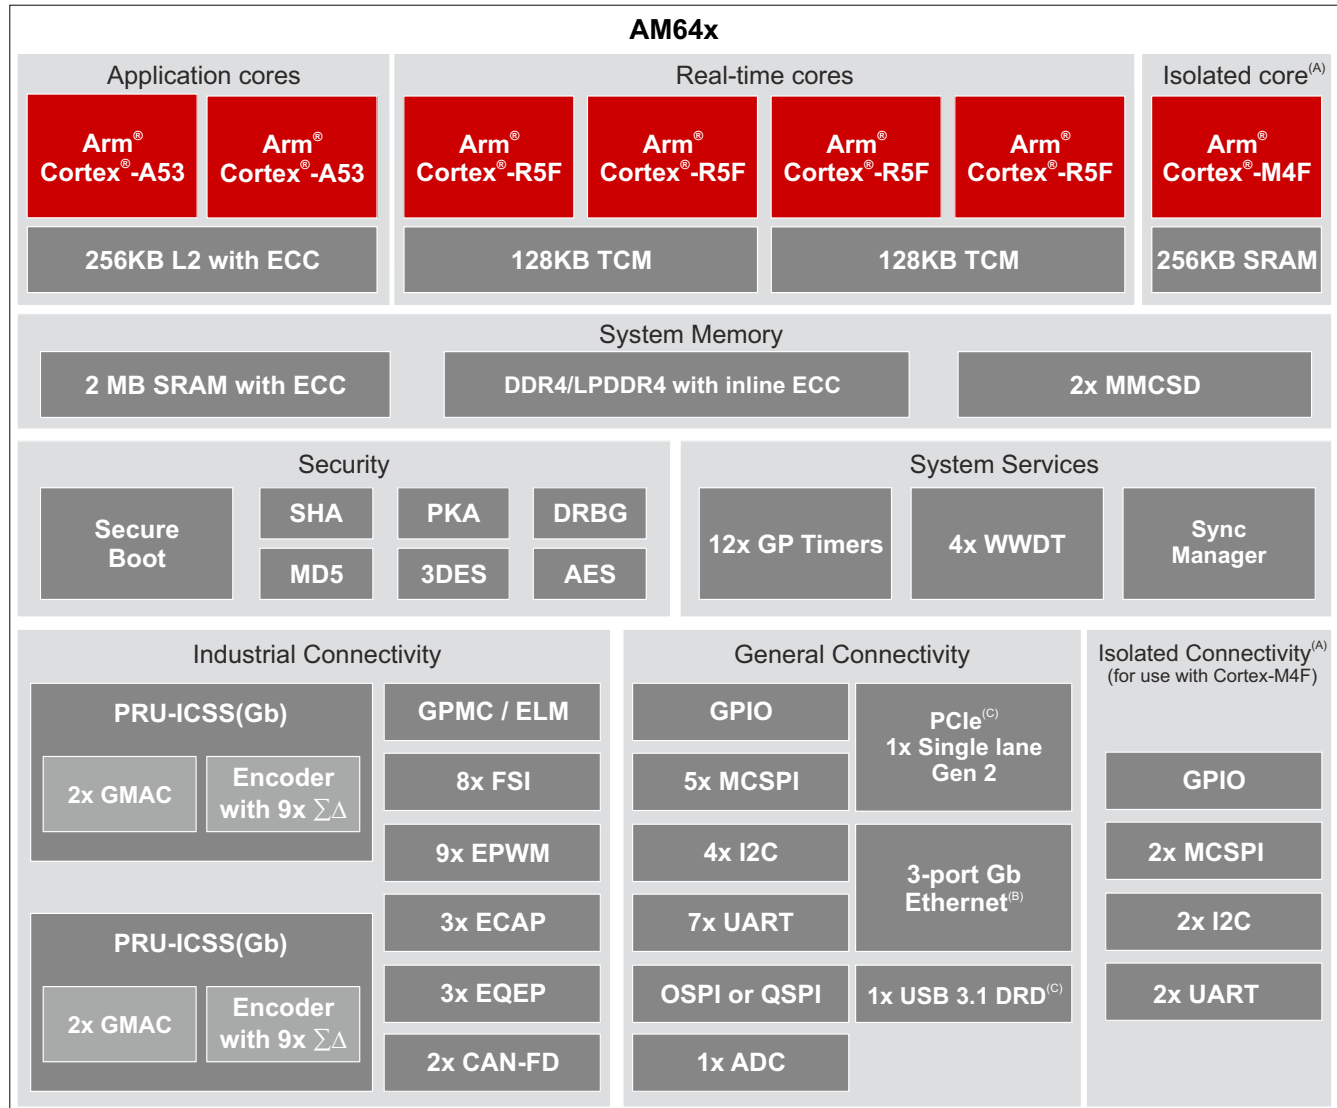 AM64x
Application cores
Arm®
Cortex®-A53
Arm®
Cortex®-A53
256KB L2 with ECC
Real-time cores
Arm®
Cortex®-R5F
Arm®
Cortex®-R5F
Arm®
Cortex®-R5F
Arm®
Cortex®-R5F
128KB TCM
128KB TCM
Isolated core(A)
Arm®
Cortex®-M4F
256KB SRAM
System Memory
2 MB SRAM with ECC
DDR4/LPDDR4 with inline ECC
2x MMCSD
Security
Secure
Boot
SHA
PKA
DRBG
MD5
3DES
AES
System Services
12x GP Timers
4x WWDT
Sync
Manager
Industrial Connectivity
PRU-ICSS(Gb)
2x GMAC
Encoder
with 9x ∑Δ
PRU-ICSS(Gb)
2x GMAC
Encoder
with 9x ∑Δ
GPMC / ELM
8x FSI
9x EPWM
3x ECAP
3x EQEP
2x CAN-FD
General Connectivity
GPIO
5x MCSPI
4x I2C
7x UART
OSPI or QSPI
1x ADC
PCIe(C)
1x Single lane
Gen 2
3-port Gb
Ethernet(B)
1x USB 3.1 DRD(C)
Isolated Connectivity(A)
(for use with Cortex-M4F)
GPIO
2x MCSPI
2x I2C
2x UART